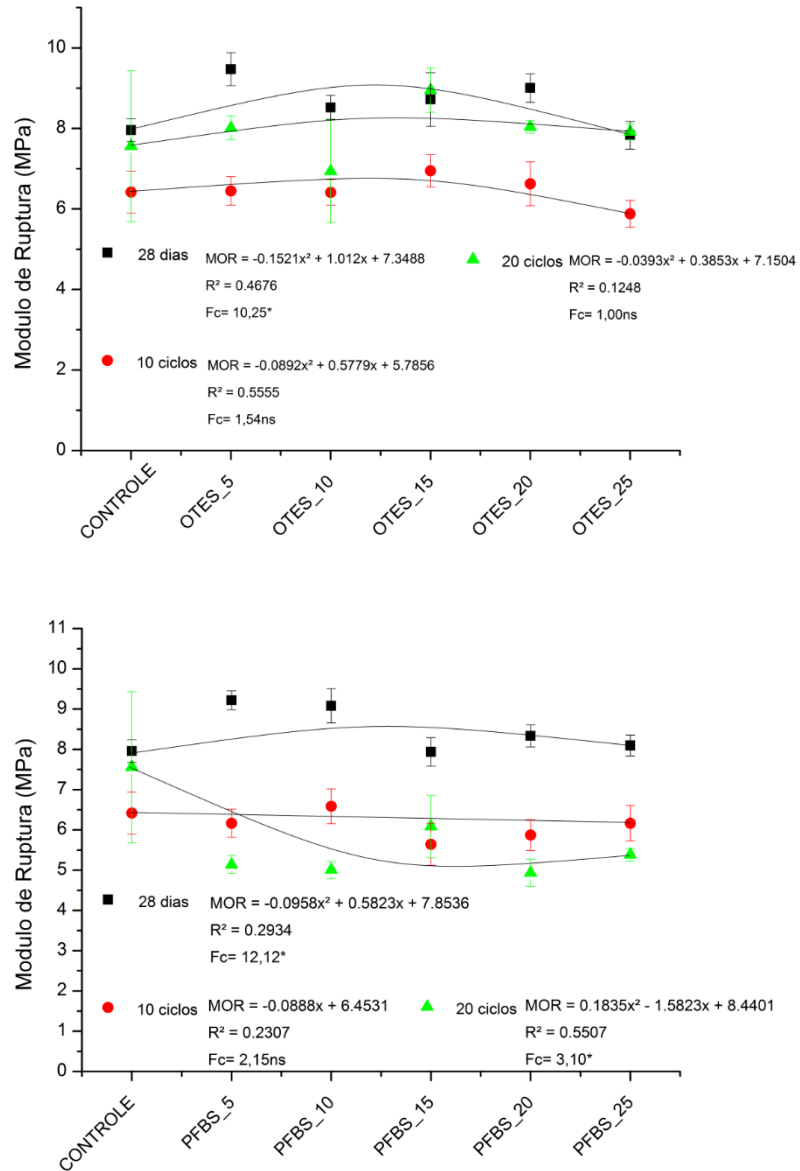 Modulo de Ruptura (MPa)
10
8
6
4
2
0
28 dias
MOR = -0.1521x² + 1.012x + 7.3488
R² = 0.4676
Fc= 10,25*
20 ciclos
MOR = -0.0393x² + 0.3853x + 7.1504
R² = 0.1248
Fc= 1,00ns
10 ciclos
MOR = -0.0892x² + 0.5779x + 5.7856
R² = 0.5555
Fc= 1,54ns
CONTROLE
OTES_5
OTES_10
OTES_15
OTES_20
OTES_25
Modulo de Ruptura (MPa)
11
10
9
8
7
6
5
4
3
2
1
0
28 dias
MOR = -0.0958x² + 0.5823x + 7.8536
R² = 0.2934
Fc= 12,12*
10 ciclos
MOR = -0.0888x + 6.4531
R² = 0.2307
Fc= 2,15ns
20 ciclos
MOR = 0.1835x² - 1.5823x + 8.4401
R² = 0.5507
Fc= 3,10*
CONTROLE
PFBS_5
PFBS_10
PFBS_15
PFBS_20
PFBS_25